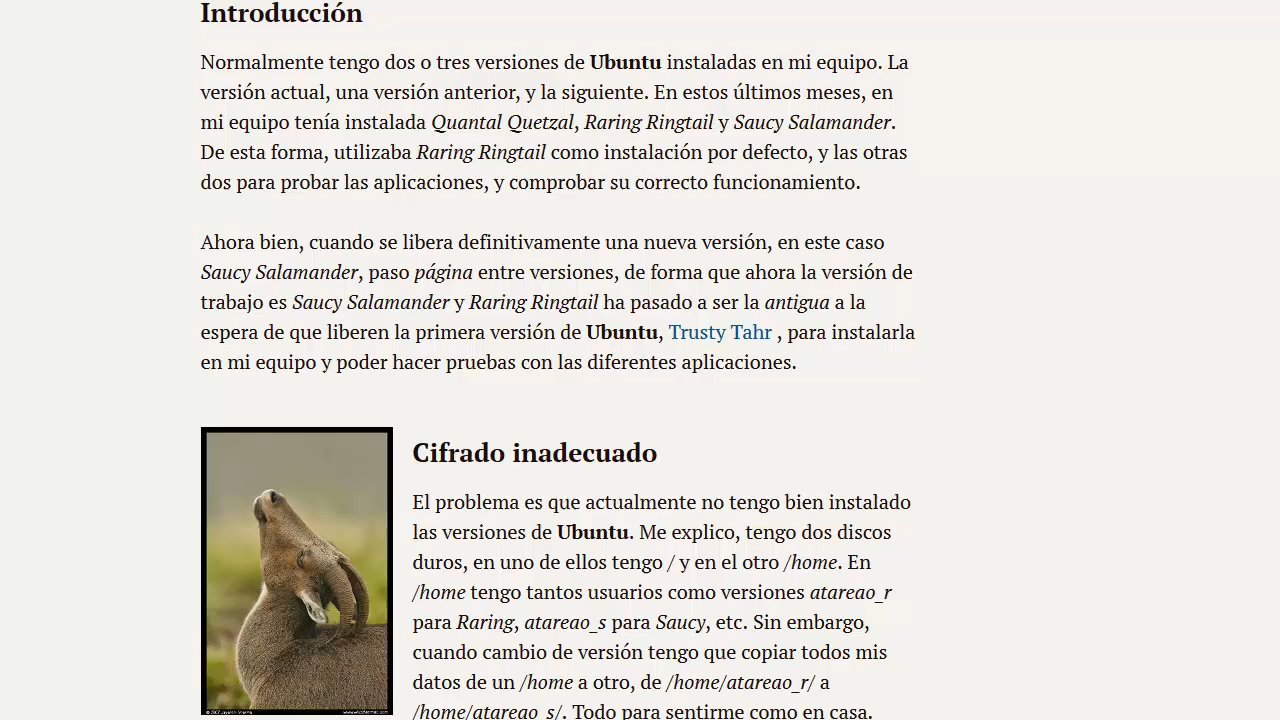 Introducción
Normalmente tengo dos o tres versiones de Ubuntu instaladas en mi equipo. La
versión actual, una versión anterior, y la siguiente. En estos últimos meses, en
mi equipo tenía instalada Quantal Quetzal, Raring Ringtail y Saucy Salamander.
De esta forma, utilizaba Raring Ringtail como instalación por defecto, y las otras
dos para probar las aplicaciones, y comprobar su correcto funcionamiento.
Ahora bien, cuando se libera definitivamente una nueva versión, en este caso
Saucy Salamander, paso página entre versiones, de forma que ahora la versión de
trabajo es Saucy Salamander y Raring Ringtail ha pasado a ser la antigua a la
espera de que liberen la primera versión de Ubuntu, Trusty Tahr , para instalarla
en mi equipo y poder hacer pruebas con las diferentes aplicaciones.
Cifrado inadecuado
El problema es que actualmente no tengo bien instalado
las versiones de Ubuntu. Me explico, tengo dos discos
duros, en uno de ellos tengo / y en el otro /home. En
/home tengo tantos usuarios como versiones atareao_r
para Raring, atareao_s para Saucy, etc. Sin embargo,
cuando cambio de versión tengo que copiar todos mis
datos de un /home a otro, de /home/atareao_r/ a
/home/atareao_s/. Todo para sentirme como en casa.